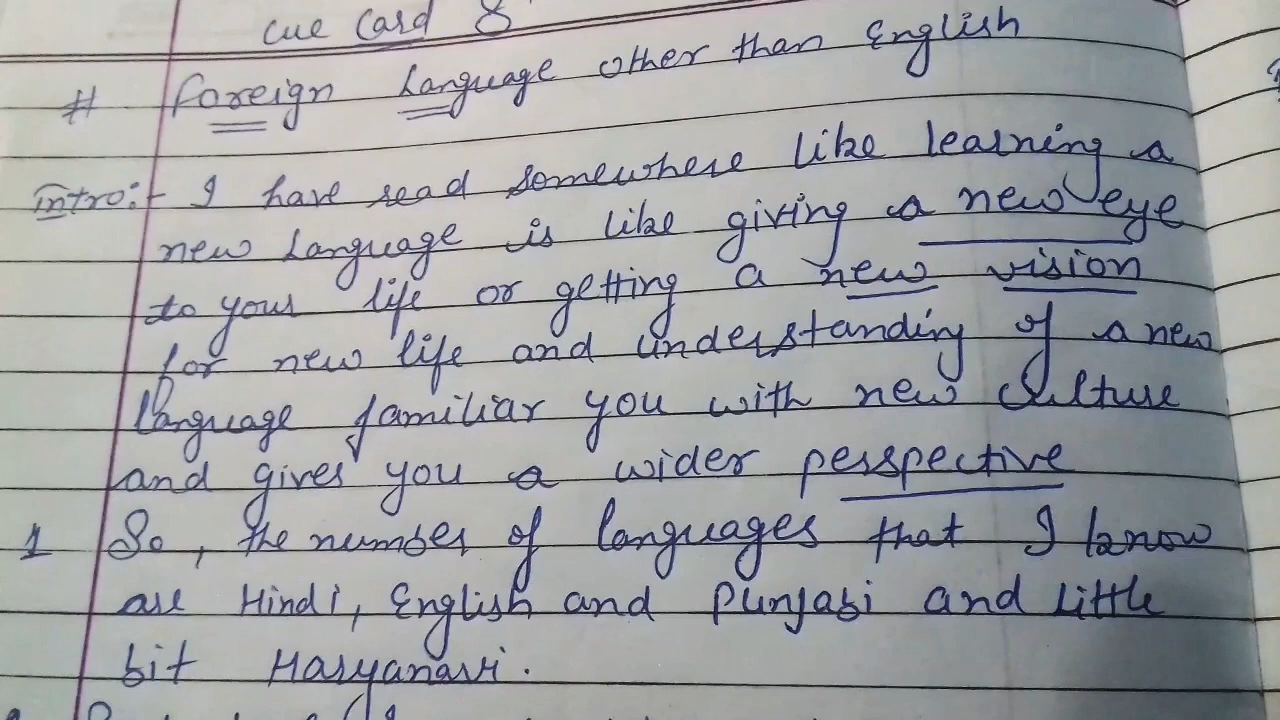 Cue Card 8
# Foreign Language other than English
intro:- I have read somewhere like learning a
new language is like giving a new eye
to your life or getting a new vision
for new life and understanding of a new
language familiar you with new culture
and gives you a wider perspective
1 So, the number of languages that I know
are Hindi, English and Punjabi and little
bit Haryanavi.